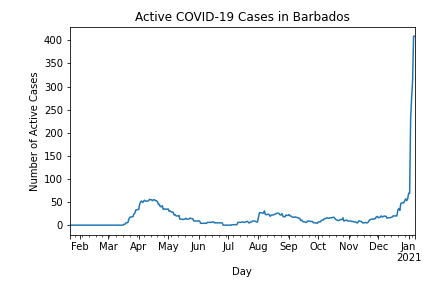 Active COVID-19 Cases in Barbados
Number of Active Cases
400
350
300
250
200
150
100
50
0
Feb Mar Apr May Jun Jul Aug Sep Oct Nov Dec Jan
2021
Day